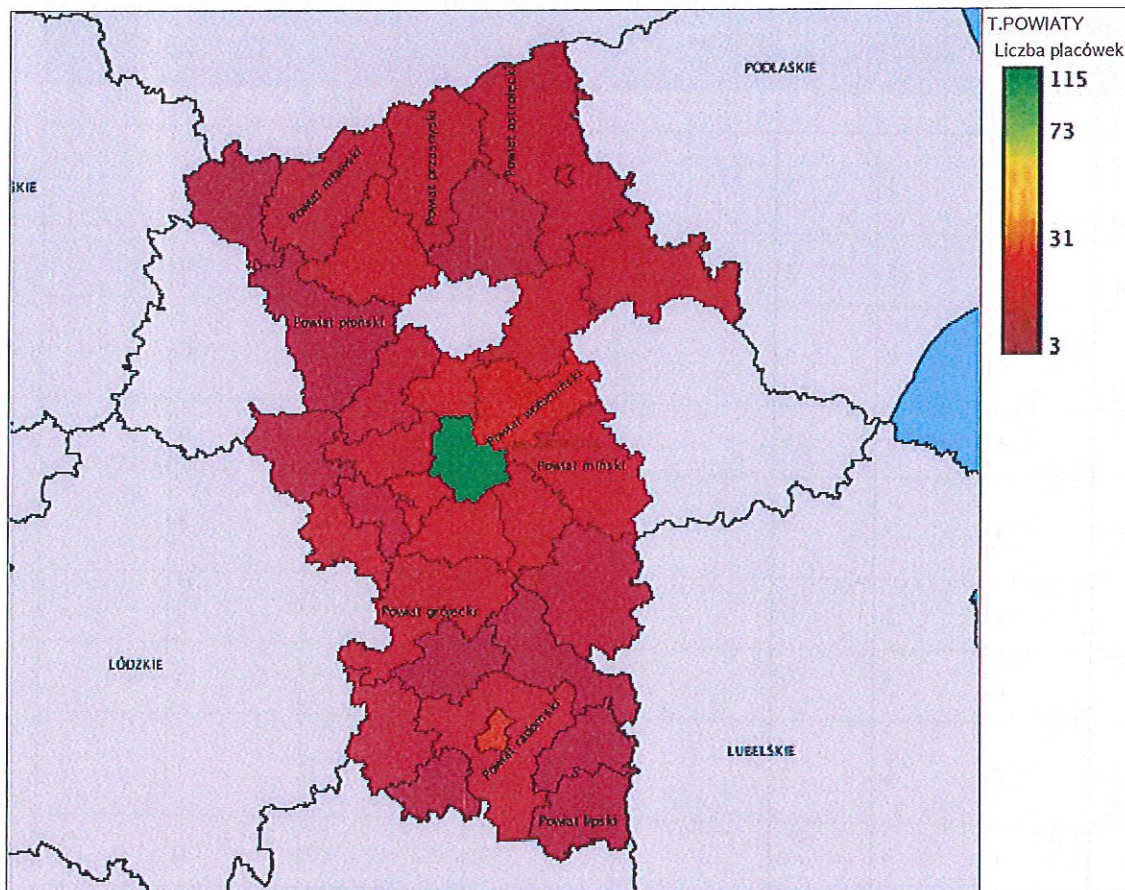 T.POWIATY
Liczba placówek
115
73
31
3
PODLASKIE
SKIE
Powiat mławski
Powiat przasnyski
Powiat ostrołęcki
Powiat płoński
Powiat wołomiński
Powiat miński
Powiat grójecki
ŁÓDZKIE
Powiat radomski
LUBELSKIE
Powiat lipski